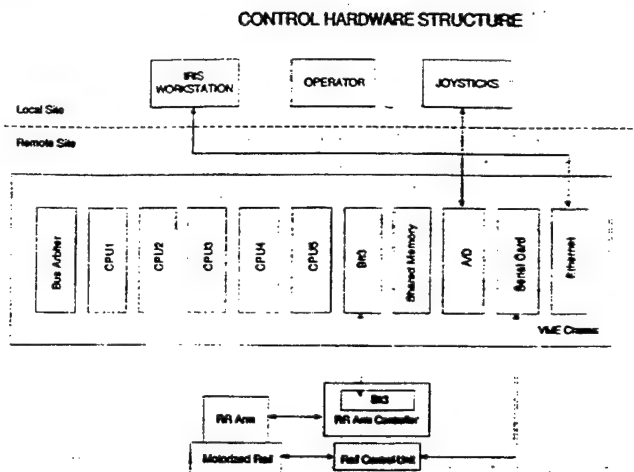 CONTROL HARDWARE STRUCTURE
IRIS
WORKSTATION
OPERATOR
JOYSTICKS
Local Site
Remote Site
Bus Arbiter
CPU1
CPU2
CPU3
CPU4
CPU5
Bit3
Shared Memory
A/D
Serial Card
Ethernet
VME Chassis
Bit3
RR Arm
RR Arm Controller
Motorized Rail
Rail Control Unit